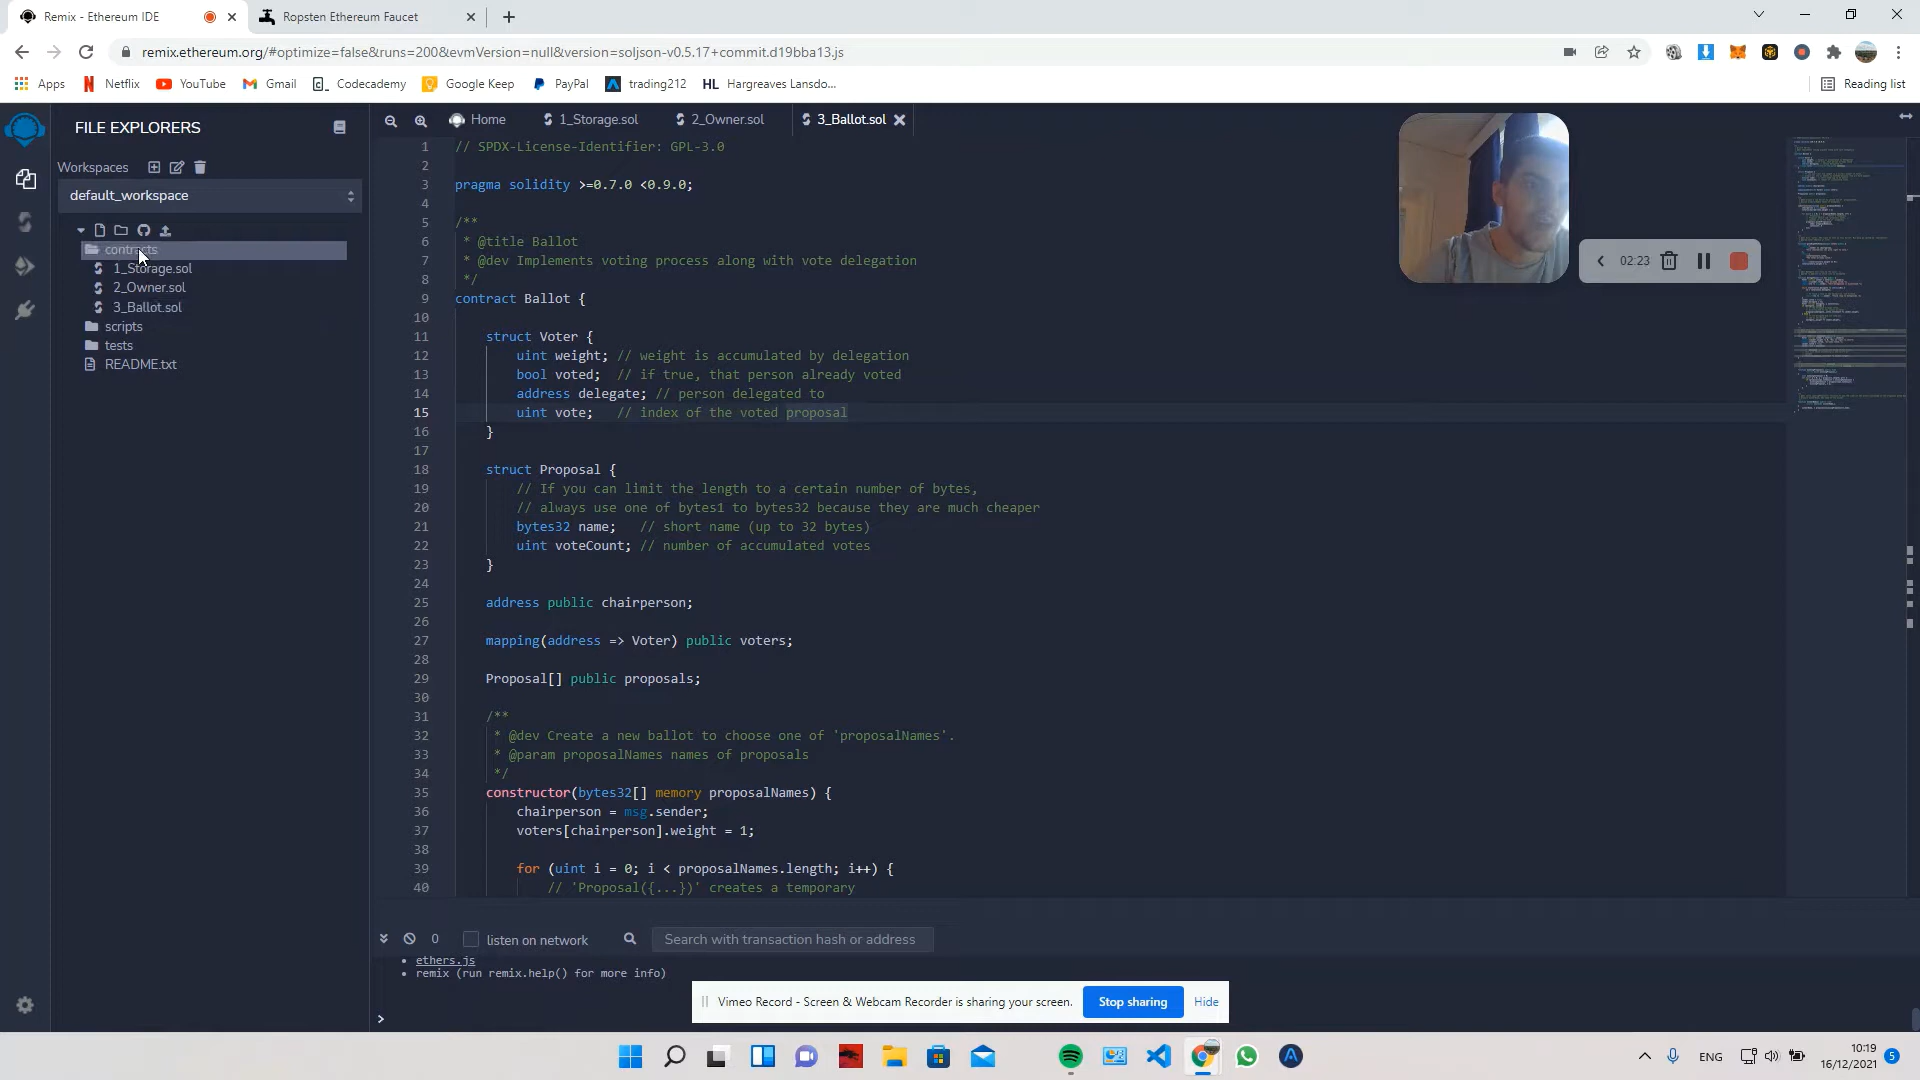 Remix - Ethereum IDE
Ropsten Ethereum Faucet
remix.ethereum.org/#optimize=false&runs=200&evmVersion=null&version=soljson-v0.5.17+commit.d19bba13.js
Apps Netflix YouTube Gmail Codecademy Google Keep PayPal trading212 HL Hargreaves Lansdo... Reading list
FILE EXPLORERS
Workspaces
default_workspace
contracts
1_Storage.sol
2_Owner.sol
3_Ballot.sol
scripts
tests
README.txt
Home 1_Storage.sol 2_Owner.sol 3_Ballot.sol
02:23
1 // SPDX-License-Identifier: GPL-3.0
2
3 pragma solidity >=0.7.0 <0.9.0;
4
5 /**
6 * @title Ballot
7 * @dev Implements voting process along with vote delegation
8 */
9 contract Ballot {
10
11 struct Voter {
12 uint weight; // weight is accumulated by delegation
13 bool voted; // if true, that person already voted
14 address delegate; // person delegated to
15 uint vote; // index of the voted proposal
16 }
17
18 struct Proposal {
19 // If you can limit the length to a certain number of bytes,
20 // always use one of bytes1 to bytes32 because they are much cheaper
21 bytes32 name; // short name (up to 32 bytes)
22 uint voteCount; // number of accumulated votes
23 }
24
25 address public chairperson;
26
27 mapping(address => Voter) public voters;
28
29 Proposal[] public proposals;
30
31 /**
32 * @dev Create a new ballot to choose one of 'proposalNames'.
33 * @param proposalNames names of proposals
34 */
35 constructor(bytes32[] memory proposalNames) {
36 chairperson = msg.sender;
37 voters[chairperson].weight = 1;
38
39 for (uint i = 0; i < proposalNames.length; i++) {
40 // 'Proposal({...})' creates a temporary
0 listen on network Search with transaction hash or address
• ethers.js
• remix (run remix.help() for more info)
>
Vimeo Record - Screen & Webcam Recorder is sharing your screen. Stop sharing Hide
ENG
10:19
16/12/2021
5